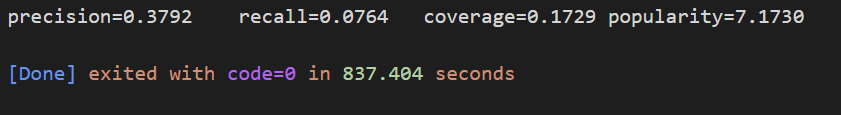 precision=0.3792    recall=0.0764   coverage=0.1729 popularity=7.1730
[Done] exited with code=0 in 837.404 seconds